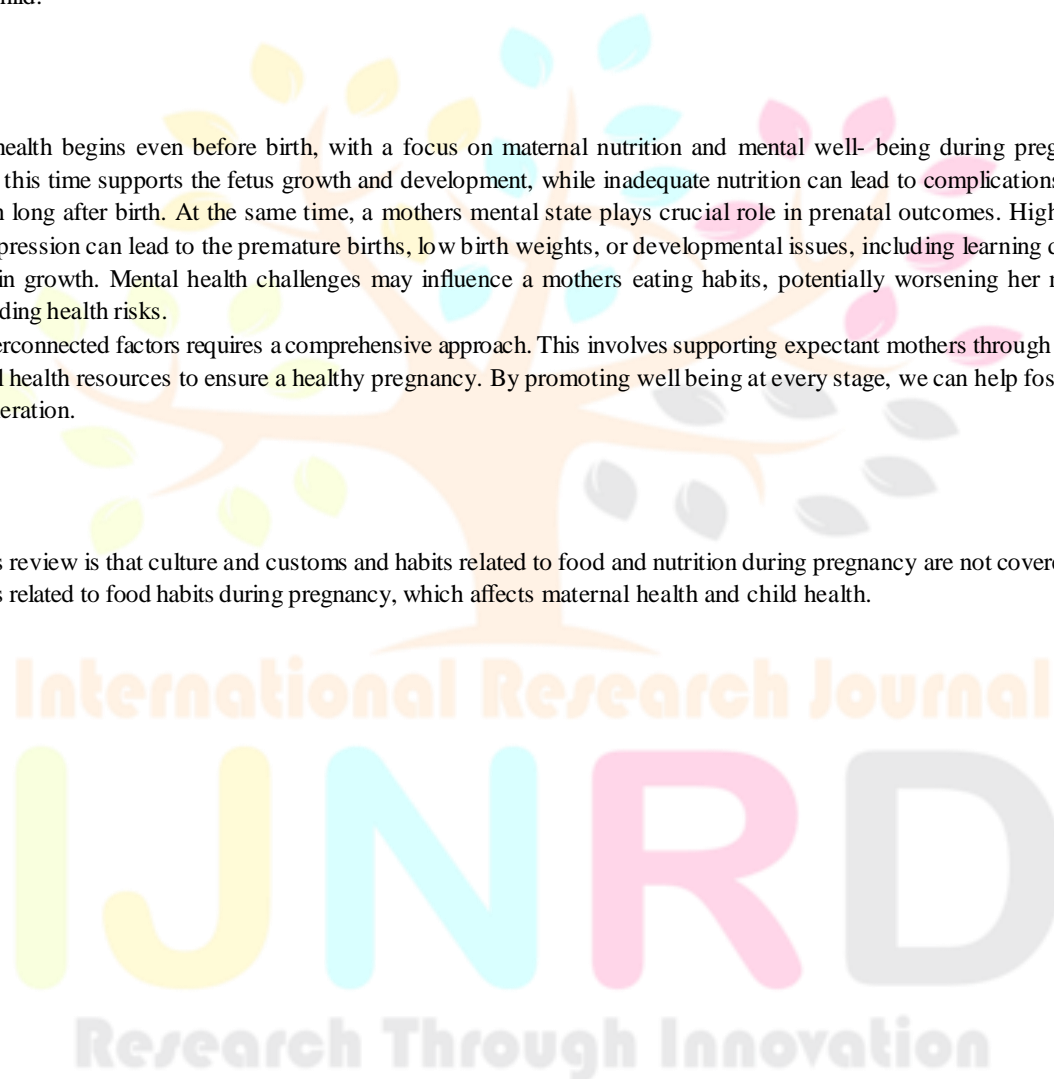 health begins even before birth, with a focus on maternal nutrition and mental well- being during preg
this time supports the fetus growth and development, while inadequate nutrition can lead to complications
long after birth. At the same time, a mothers mental state plays crucial role in prenatal outcomes. High
pression can lead to the premature births, low birth weights, or developmental issues, including learning
in growth. Mental health challenges may influence a mothers eating habits, potentially worsening her
ding health risks.
erconnected factors requires a comprehensive approach. This involves supporting expectant mothers through
l health resources to ensure a healthy pregnancy. By promoting well being at every stage, we can help fos
eration.
s review is that culture and customs and habits related to food and nutrition during pregnancy are not cover
s related to food habits during pregnancy, which affects maternal health and child health.
International Research Journal
IJNRD
Research Through Innovation